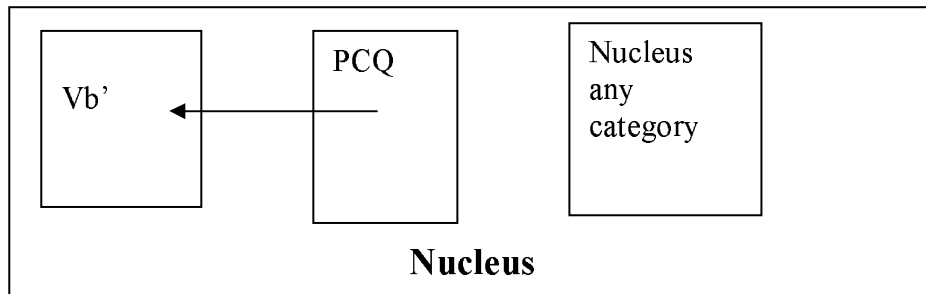 Vb’
PCQ
Nucleus
any
category
Nucleus